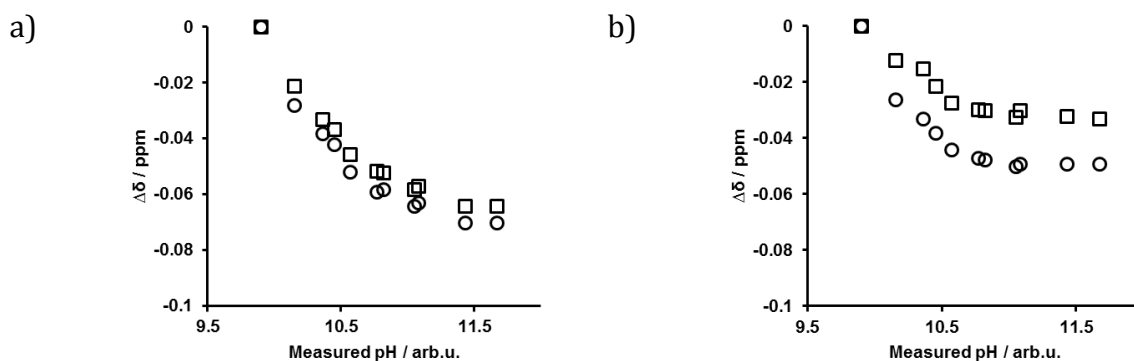 a)
0
-0.02
-0.04
-0.06
-0.08
-0.1
Δδ / ppm
9.5 10.5 11.5
Measured pH / arb.u.
b)
0
-0.02
-0.04
-0.06
-0.08
-0.1
Δδ / ppm
9.5 10.5 11.5
Measured pH / arb.u.